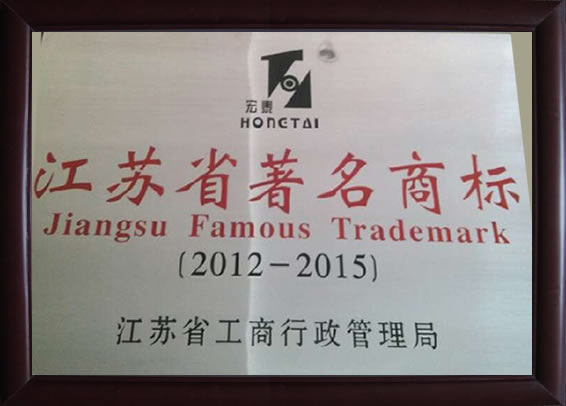 宏泰
HONGTAI
江苏省著名商标
Jiangsu Famous Trademark
(2012-2015)
江苏省工商行政管理局